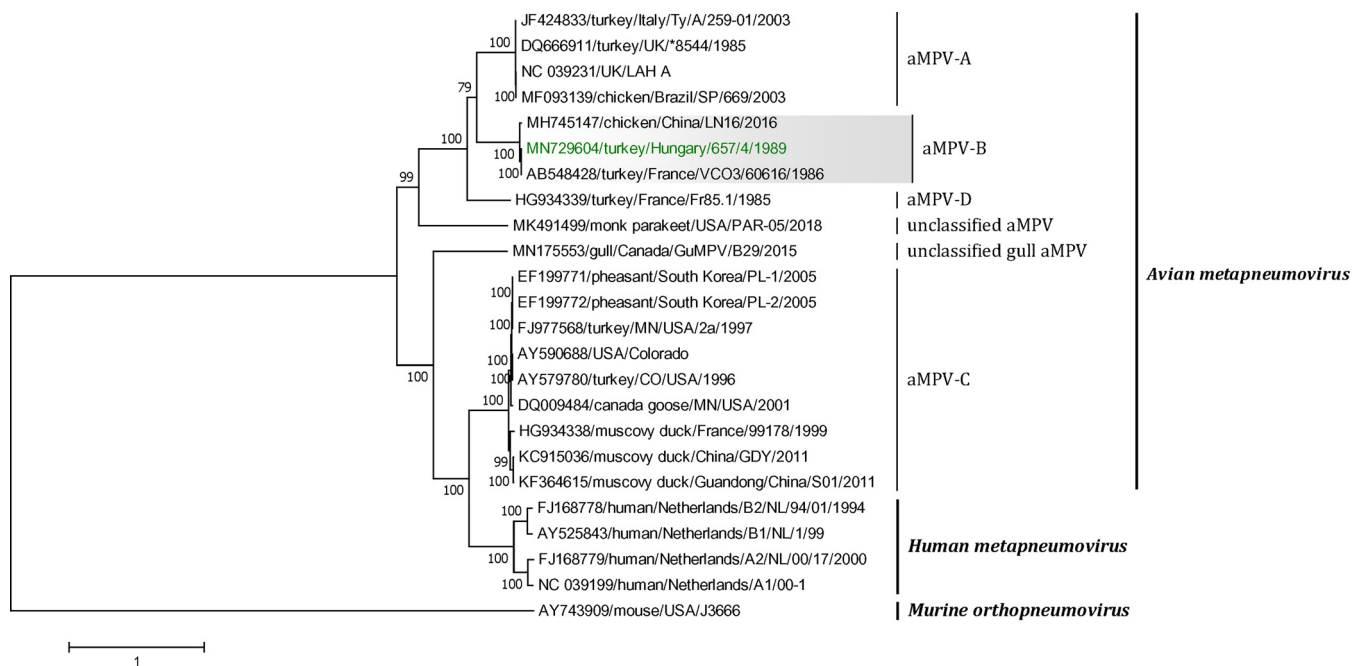 JF424833/turkey/Italy/Ty/A/259-01/2003
100
DQ666911/turkey/UK/*8544/1985
aMPV-A
NC 039231/UK/LAH A
79
100
MF093139/chicken/Brazil/SP/669/2003
MH745147/chicken/China/LN16/2016
100
100
MN729604/turkey/Hungary/657/4/1989
aMPV-B
100
AB548428/turkey/France/VCO3/60616/1986
99
HG934339/turkey/France/Fr85.1/1985
aMPV-D
MK491499/monk parakeet/USA/PAR-05/2018
unclassified aMPV
MN175553/gull/Canada/GuMPV/B29/2015
unclassified gull aMPV
Avian metapneumovirus
EF199771/pheasant/South Korea/PL-1/2005
100
EF199772/pheasant/South Korea/PL-2/2005
100
FJ977568/turkey/MN/USA/2a/1997
100
AY590688/USA/Colorado
100
100
AY579780/turkey/CO/USA/1996
aMPV-C
100
DQ009484/canada goose/MN/USA/2001
HG934338/muscovy duck/France/99178/1999
99
KC915036/muscovy duck/China/GDY/2011
100
100
KF364615/muscovy duck/Guandong/China/S01/2011
100
FJ168778/human/Netherlands/B2/NL/94/01/1994
AY525843/human/Netherlands/B1/NL/1/99
Human metapneumovirus
100
FJ168779/human/Netherlands/A2/NL/00/17/2000
100
NC 039199/human/Netherlands/A1/00-1
AY743909/mouse/USA/J3666
Murine orthopneumovirus
1